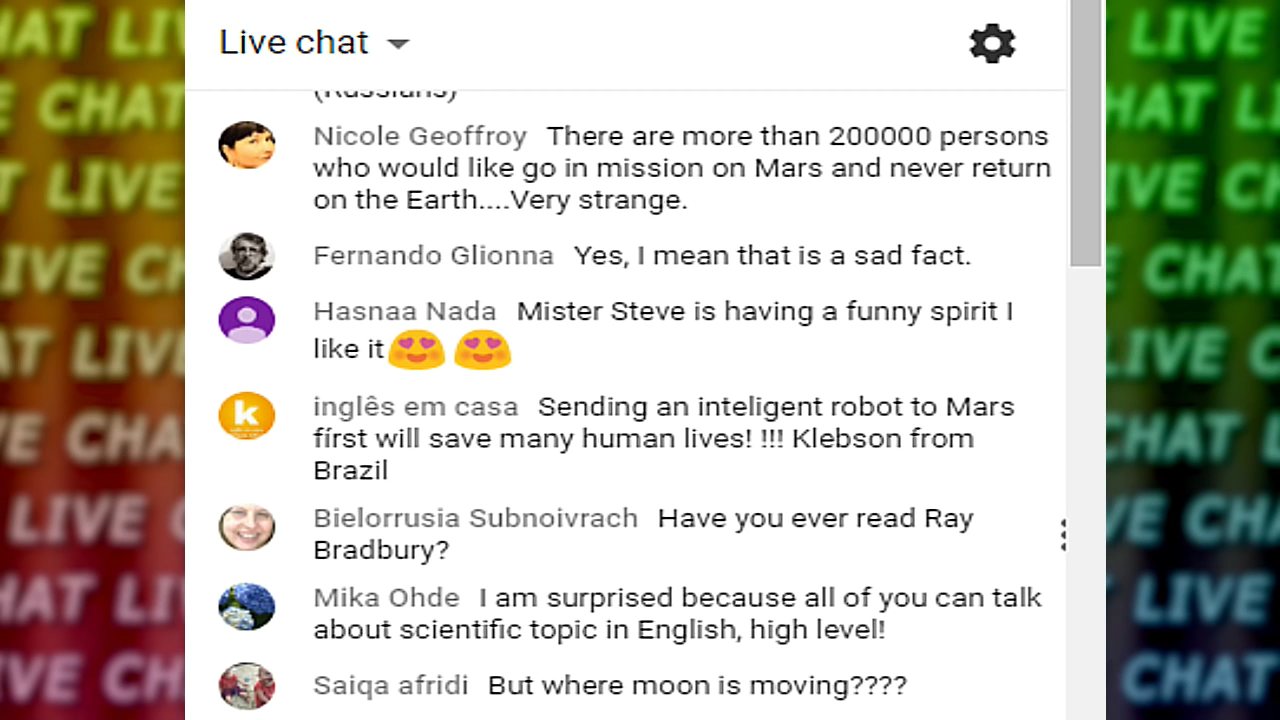 Live chat
(Russians)
Nicole Geoffroy There are more than 200000 persons
who would like go in mission on Mars and never return
on the Earth....Very strange.
Fernando Glionna Yes, I mean that is a sad fact.
Hasnaa Nada Mister Steve is having a funny spirit I
like it😍 😍
inglês em casa Sending an inteligent robot to Mars
fírst will save many human lives! !!! Klebson from
Brazil
Bielorrusia Subnoivrach Have you ever read Ray
Bradbury?
Mika Ohde I am surprised because all of you can talk
about scientific topic in English, high level!
Saiqa afridi But where moon is moving????